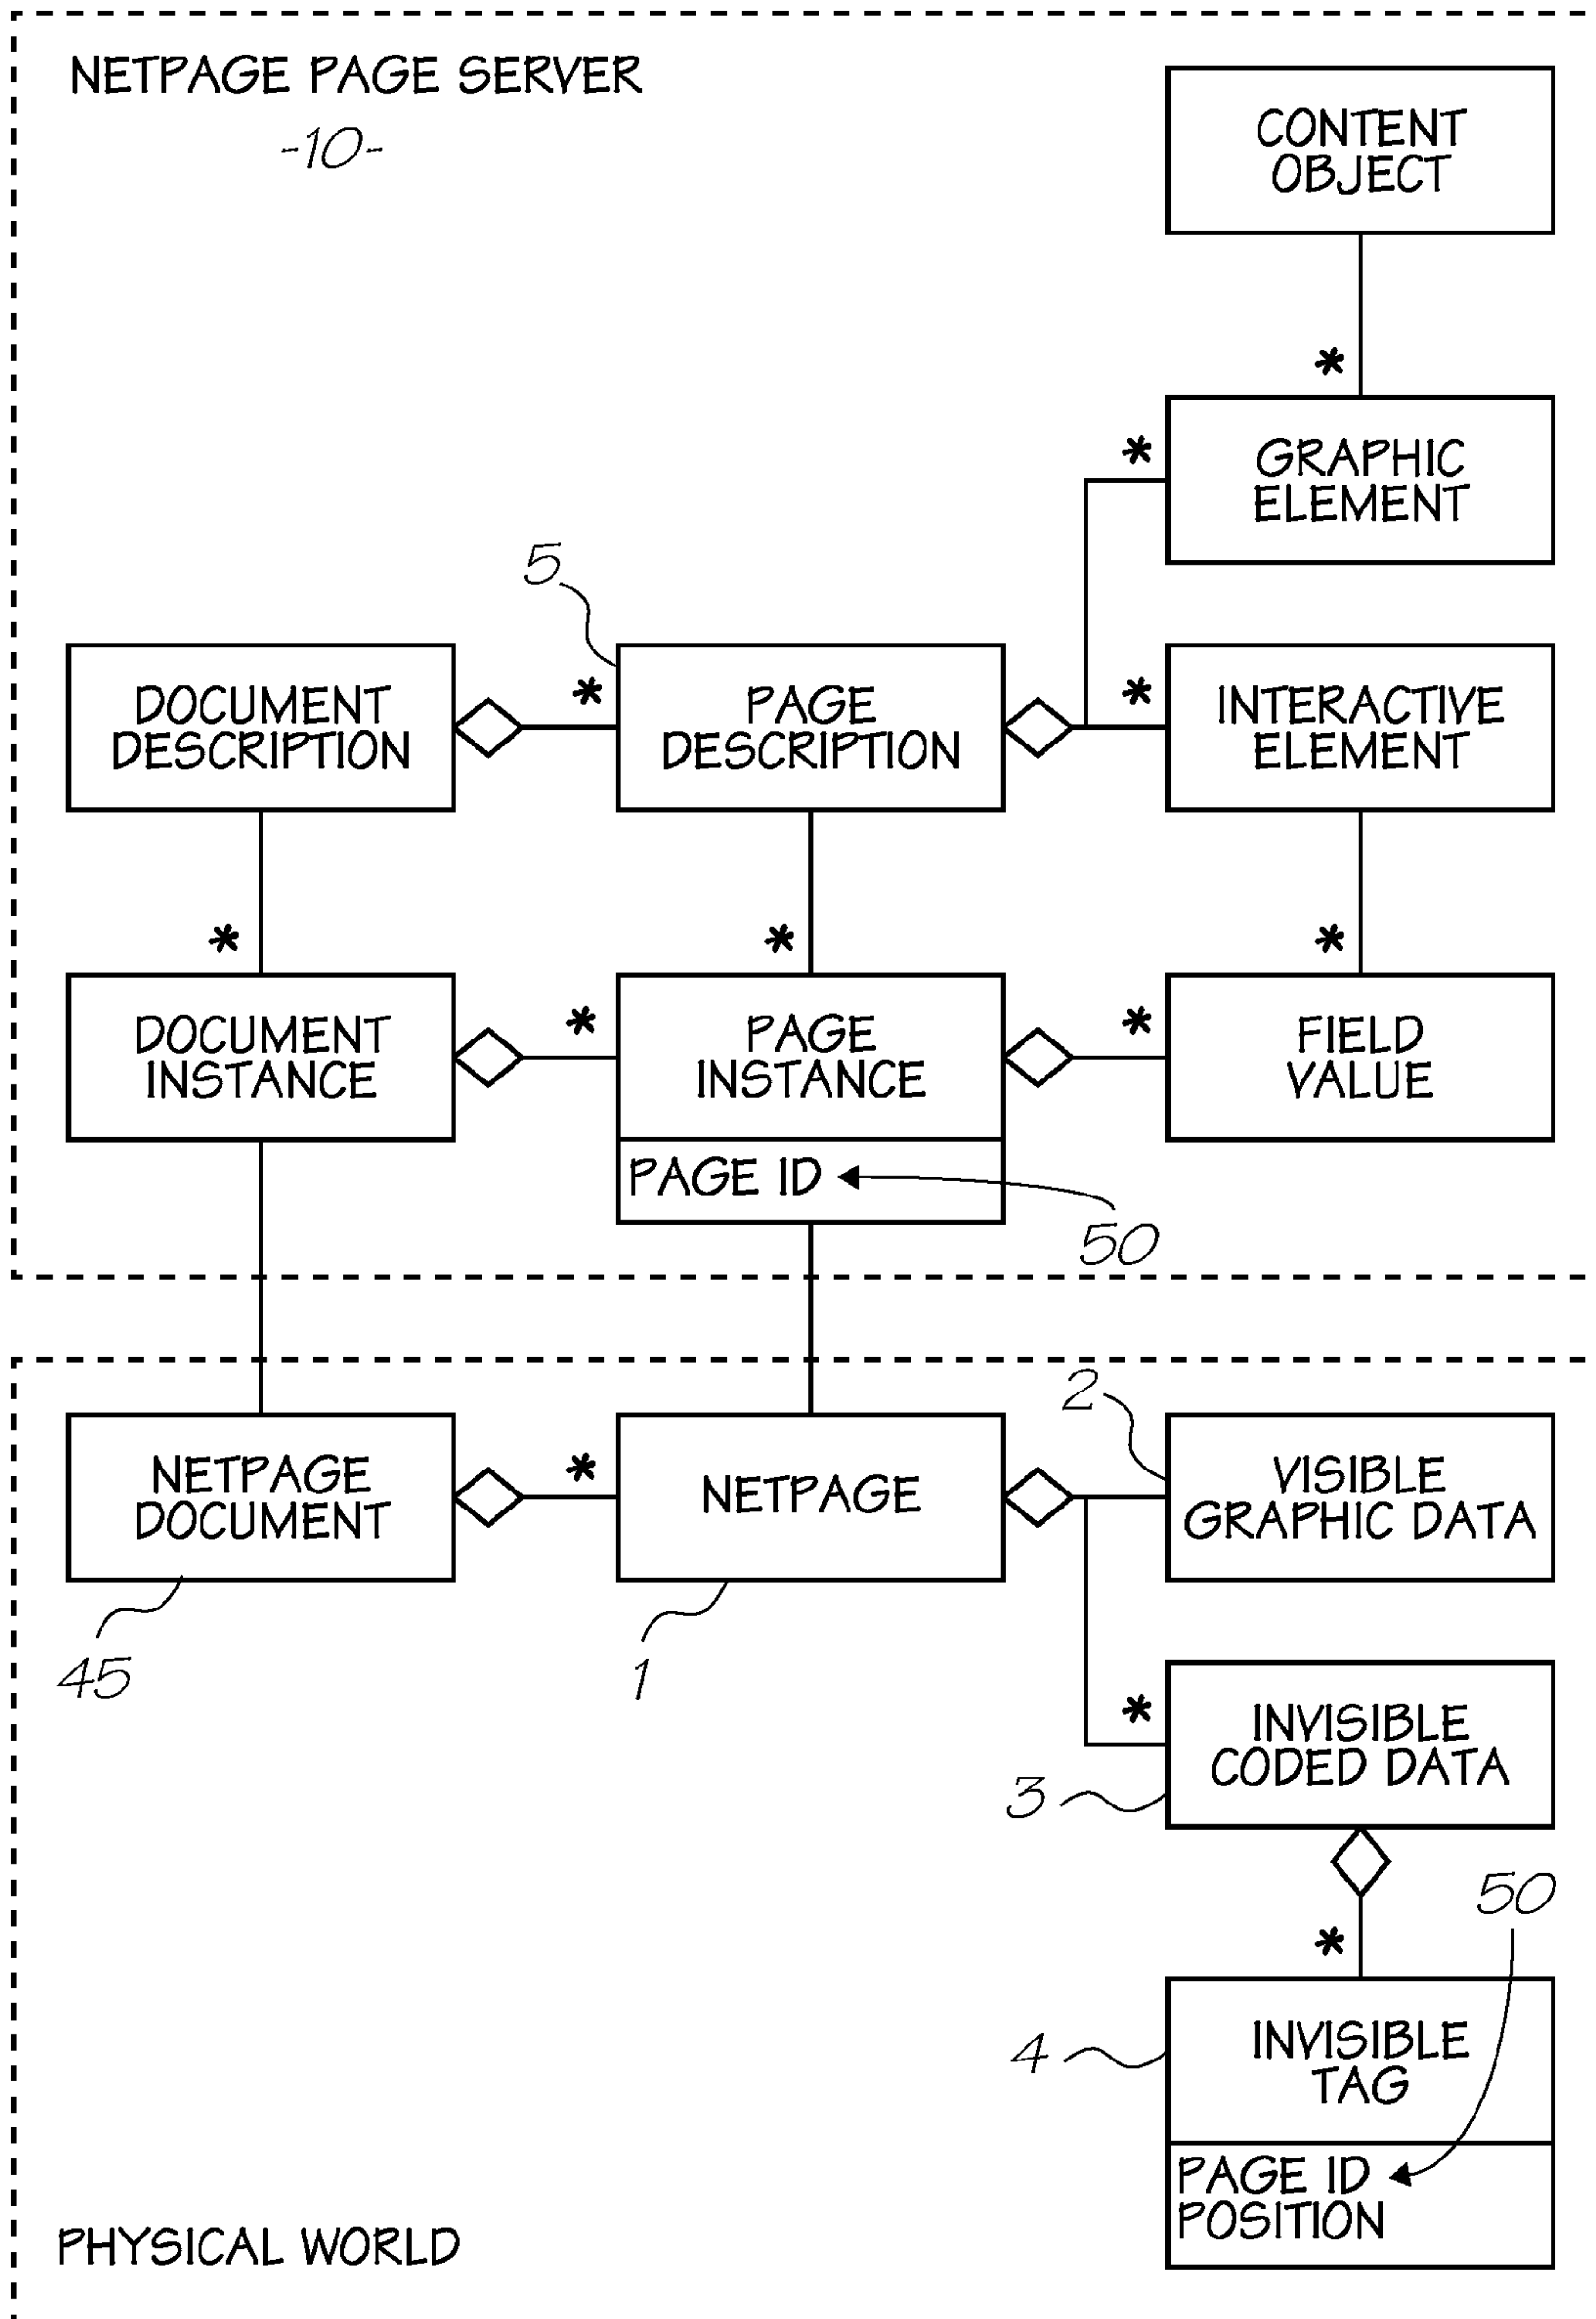 NETPAGE PAGE SERVER
-10-
CONTENT
OBJECT
*
*
GRAPHIC
ELEMENT
5
DOCUMENT
DESCRIPTION
*
PAGE
DESCRIPTION
*
INTERACTIVE
ELEMENT
*
*
*
DOCUMENT
INSTANCE
*
PAGE
INSTANCE
*
FIELD
VALUE
PAGE ID
50
2
NETPAGE
DOCUMENT
*
NETPAGE
VISIBLE
GRAPHIC DATA
45
1
*
INVISIBLE
CODED DATA
3
50
*
4
INVISIBLE
TAG
PAGE ID
POSITION
PHYSICAL WORLD